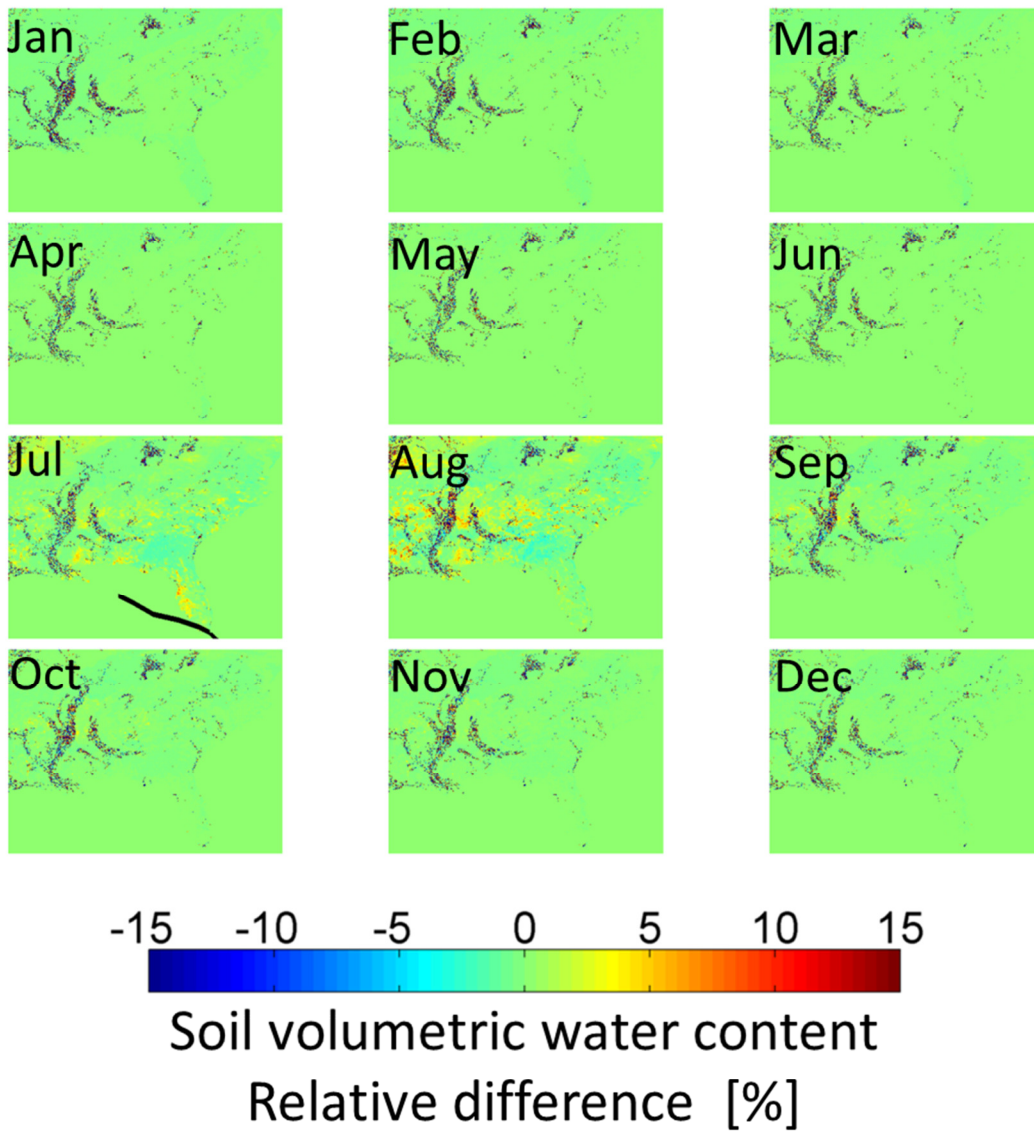 Jan Feb Mar
Apr May Jun
Jul Aug Sep
Oct Nov Dec
-15 -10 -5 0 5 10 15
Soil volumetric water content
Relative difference [%]